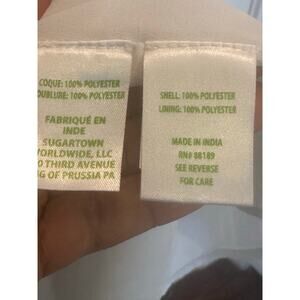 COQUE: 100% POLYESTER
DOUBLURE: 100% POLYESTER
FABRIQUÉ EN
INDE
SUGARTOWN
WORLDWIDE, LLC
THIRD AVENUE
OF PRUSSIA PA
SHELL: 100% POLYESTER
LINING: 100% POLYESTER
MADE IN INDIA
RN# 88189
SEE REVERSE
FOR CARE